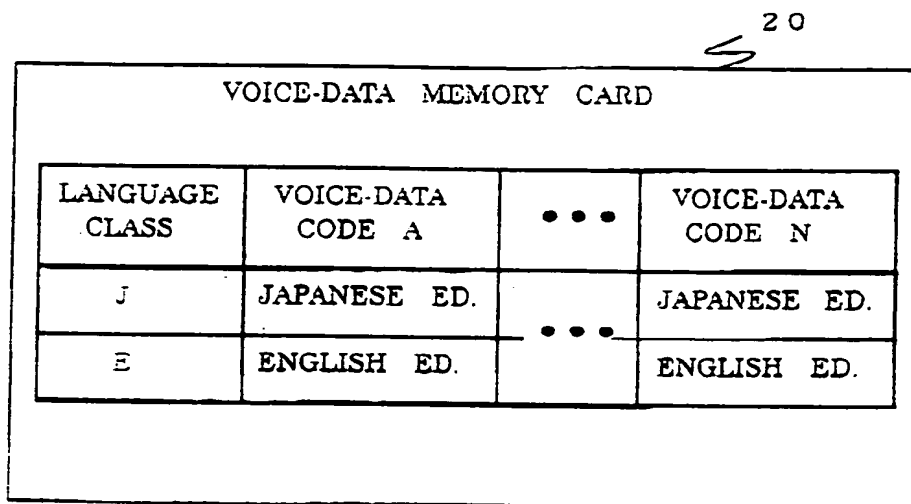 20
VOICE-DATA MEMORY CARD
LANGUAGE CLASS VOICE-DATA CODE A ••• VOICE-DATA CODE N
J JAPANESE ED. ••• JAPANESE ED.
E ENGLISH ED. ENGLISH ED.